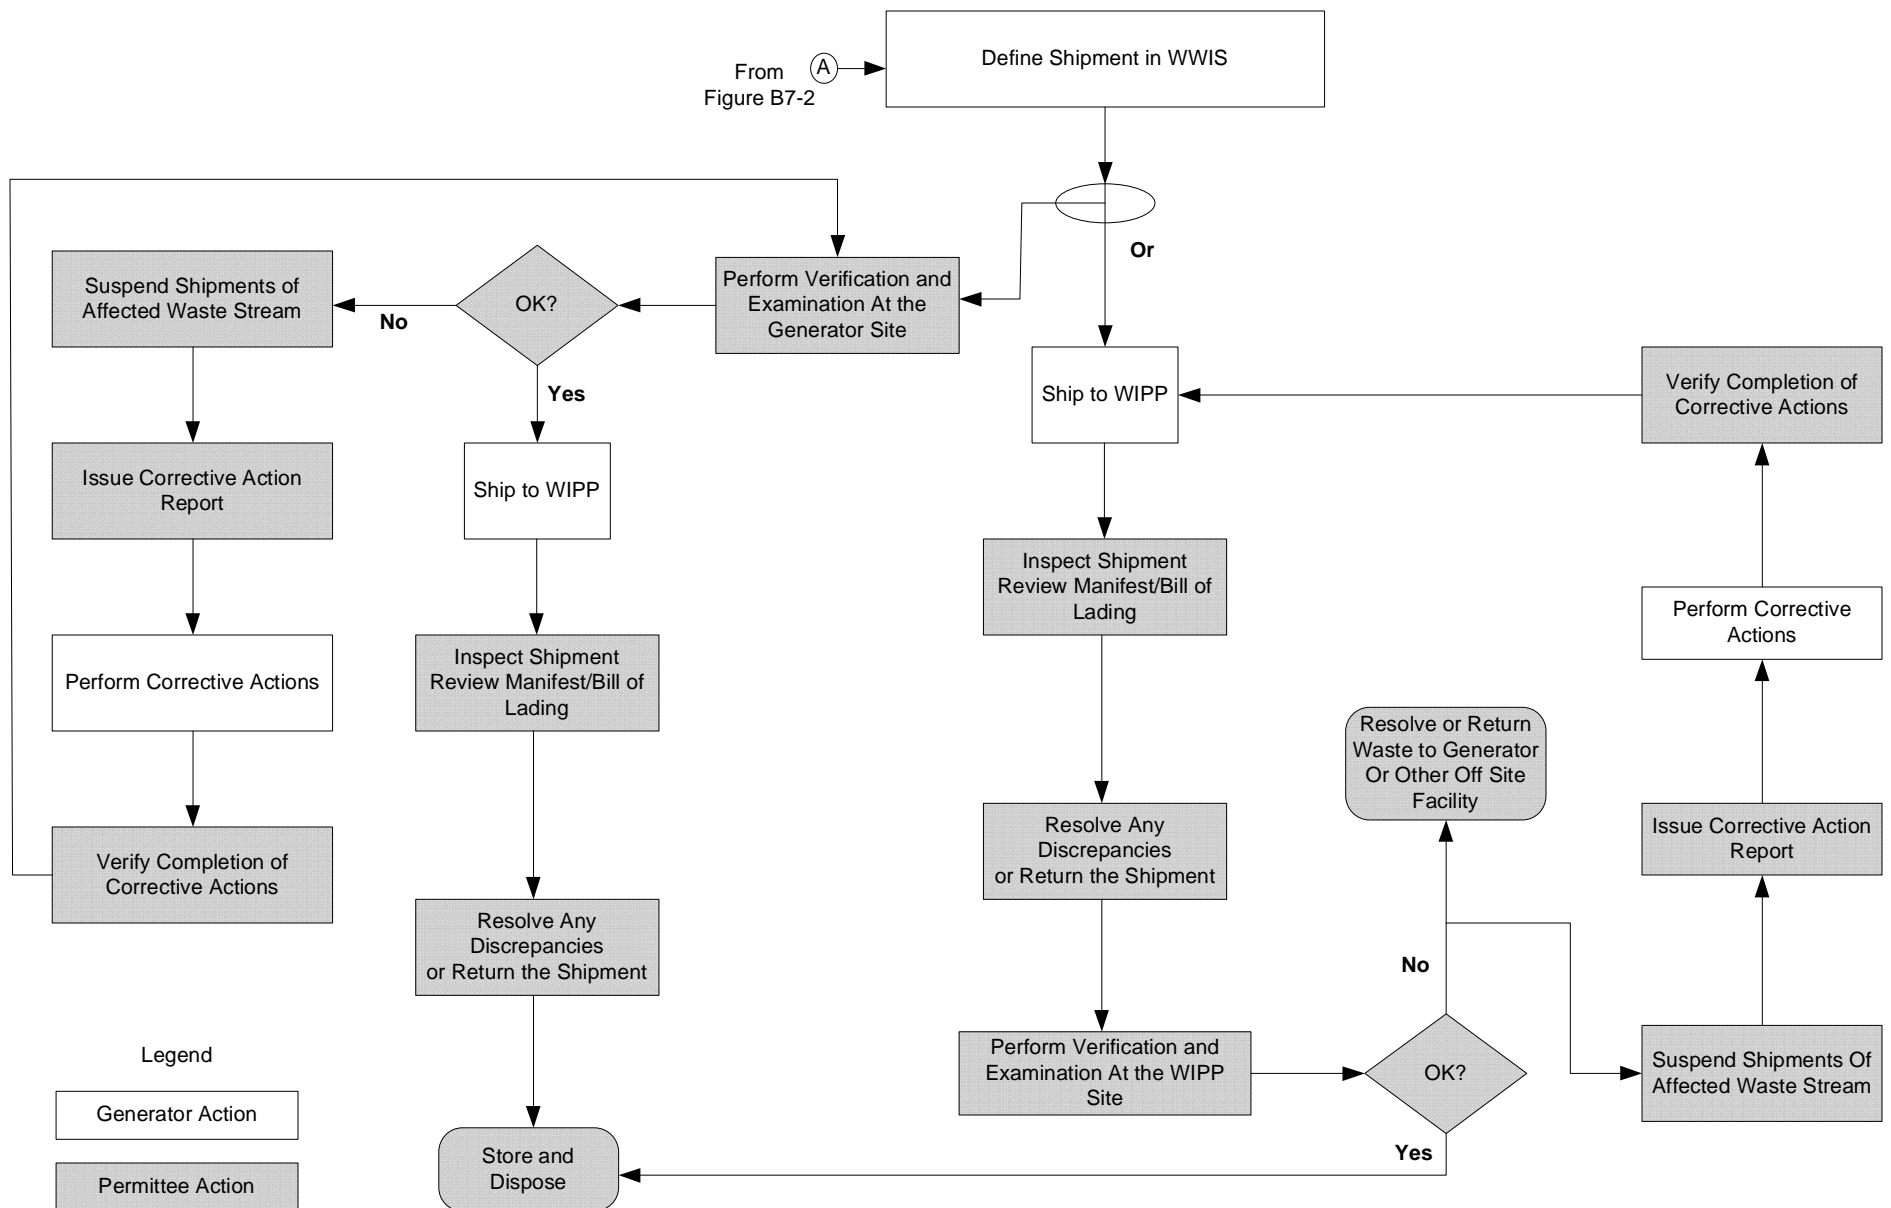 Define Shipment in WWIS
From
Figure B7-2
A
Or
Suspend Shipments of
Affected Waste Stream
No
OK?
Perform Verification and
Examination At the
Generator Site
Yes
Ship to WIPP
Ship to WIPP
Verify Completion of
Corrective Actions
Issue Corrective Action
Report
Inspect Shipment
Review Manifest/Bill of
Lading
Perform Corrective
Actions
Perform Corrective Actions
Inspect Shipment
Review Manifest/Bill of
Lading
Resolve or Return
Waste to Generator
Or Other Off Site
Facility
Verify Completion of
Corrective Actions
Resolve Any
Discrepancies
or Return the Shipment
Issue Corrective Action
Report
Resolve Any
Discrepancies
or Return the Shipment
No
Perform Verification and
Examination At the WIPP
Site
OK?
Suspend Shipments Of
Affected Waste Stream
Yes
Store and
Dispose
Legend
Generator Action
Permittee Action